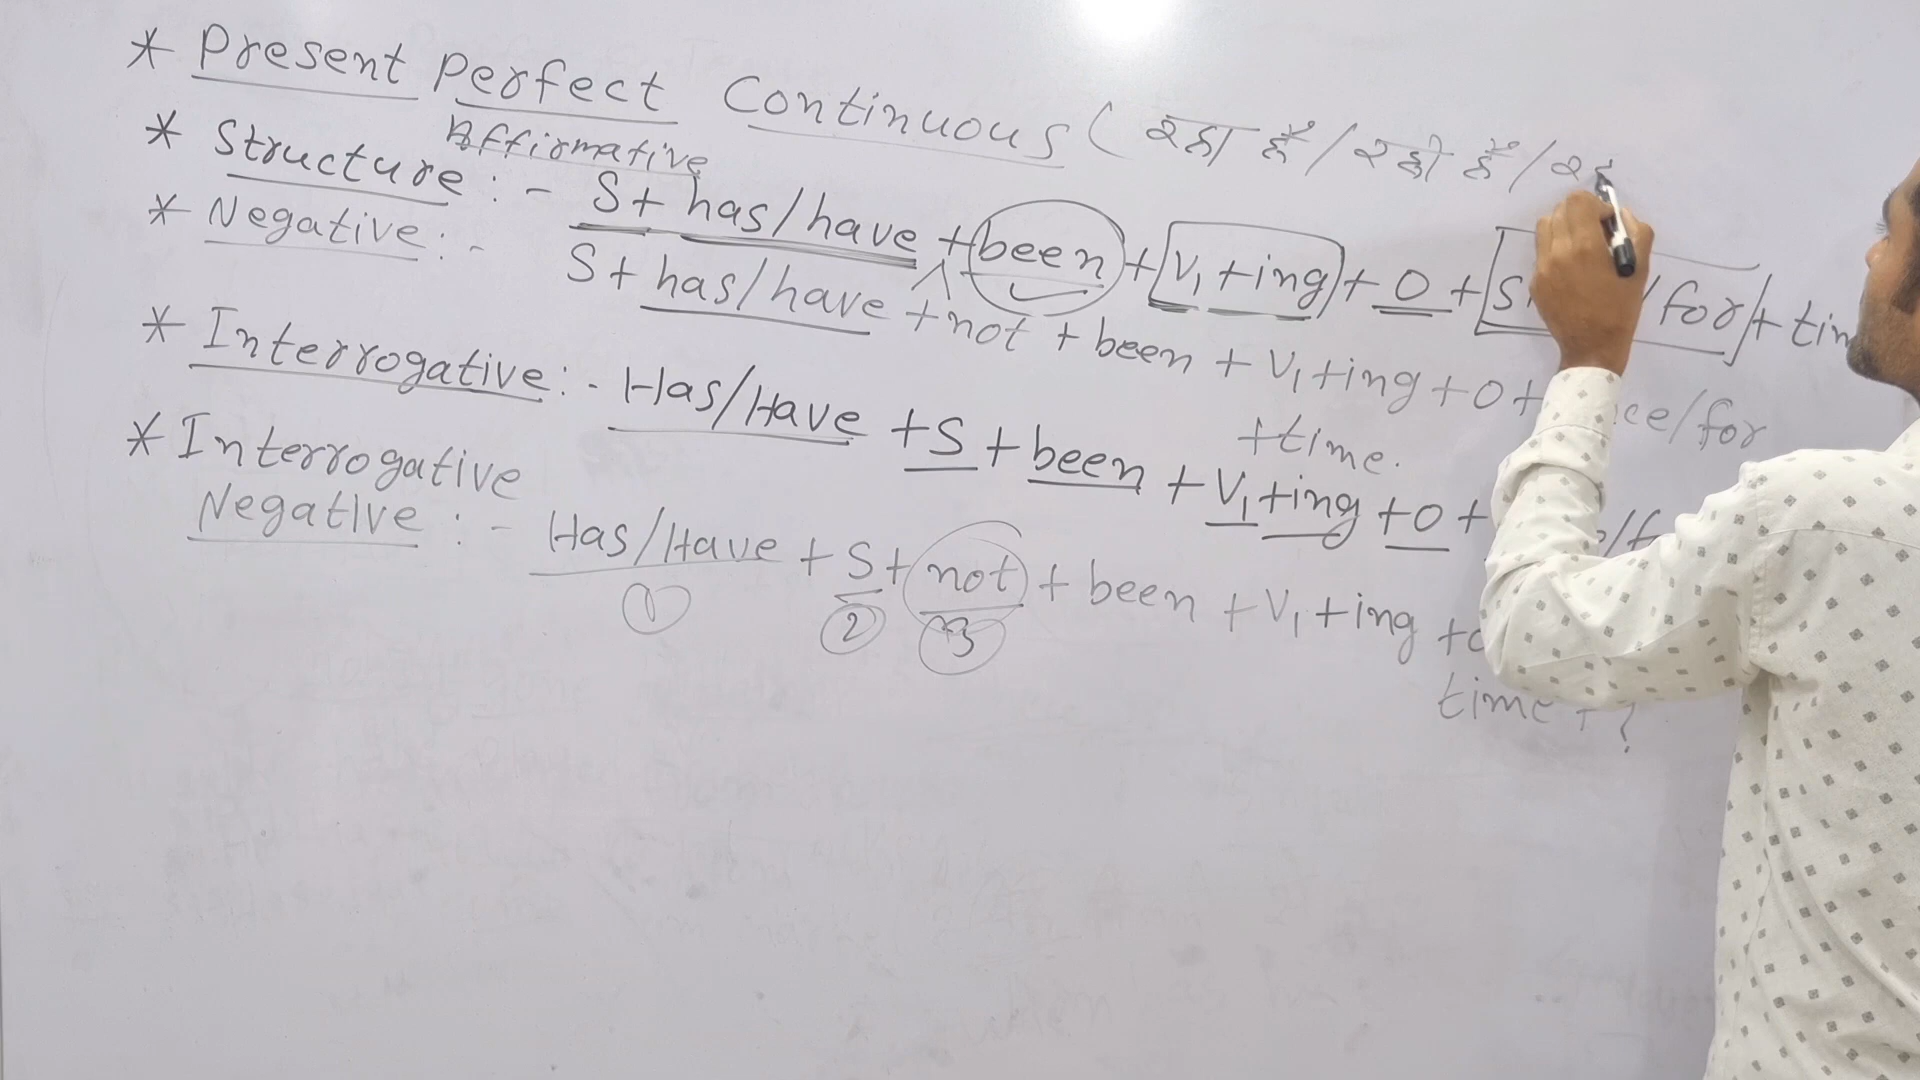 * Present Perfect Continuous ( रहा है / रही है /
Affirmative
* Structure : - S + has/have + been + V₁ + ing + O + for + tim
* Negative : - S + has/have + not + been + V₁ + ing + O + ce/for
+ time.
* Interrogative : - Has/Have + S + been + V₁ + ing + O +
* Interrogative
Negative : - Has/Have + S + not + been + V₁ + ing +
① ② ③
time + ?